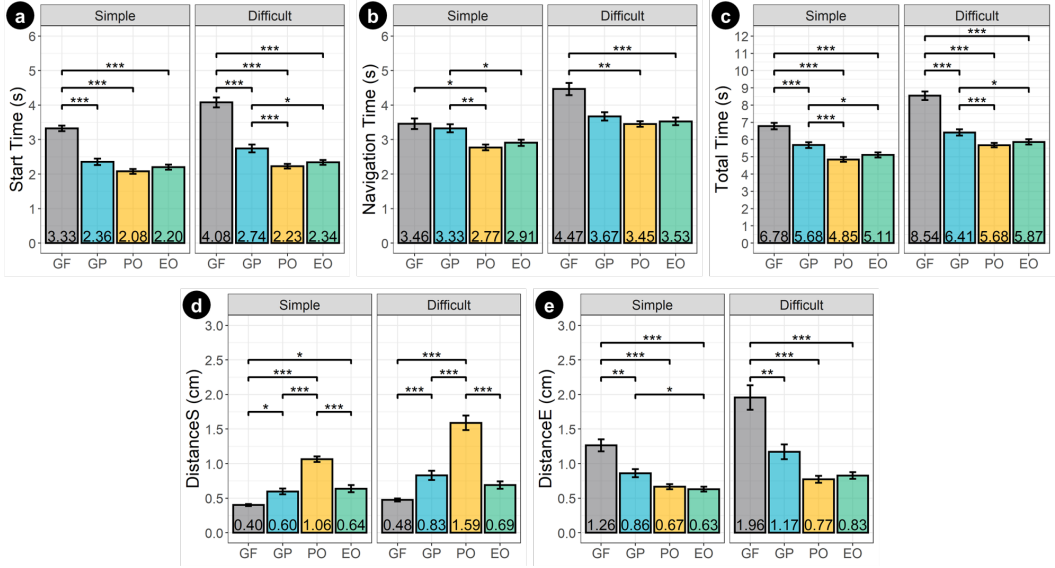 a
Simple
Difficult
Start Time (s)
6
5
4
3
2
1
0
***
***
***
***
***
***
*
***
3.33
2.36
2.08
2.20
4.08
2.74
2.23
2.34
GF
GP
PO
EO
GF
GP
PO
EO
b
Simple
Difficult
Navigation Time (s)
6
5
4
3
2
1
0
*
*
**
***
**
3.46
3.33
2.77
2.91
4.47
3.67
3.45
3.53
GF
GP
PO
EO
GF
GP
PO
EO
c
Simple
Difficult
Total Time (s)
12
11
10
9
8
7
6
5
4
3
2
1
0
***
***
***
*
***
***
***
***
*
***
6.78
5.68
4.85
5.11
8.54
6.41
5.68
5.87
GF
GP
PO
EO
GF
GP
PO
EO
d
Simple
Difficult
DistanceS (cm)
3.0
2.5
2.0
1.5
1.0
0.5
0.0
*
***
***
*
***
***
***
***
***
0.40
0.60
1.06
0.64
0.48
0.83
1.59
0.69
GF
GP
PO
EO
GF
GP
PO
EO
e
Simple
Difficult
DistanceE (cm)
3.0
2.5
2.0
1.5
1.0
0.5
0.0
***
***
**
*
***
***
**
1.26
0.86
0.67
0.63
1.96
1.17
0.77
0.83
GF
GP
PO
EO
GF
GP
PO
EO